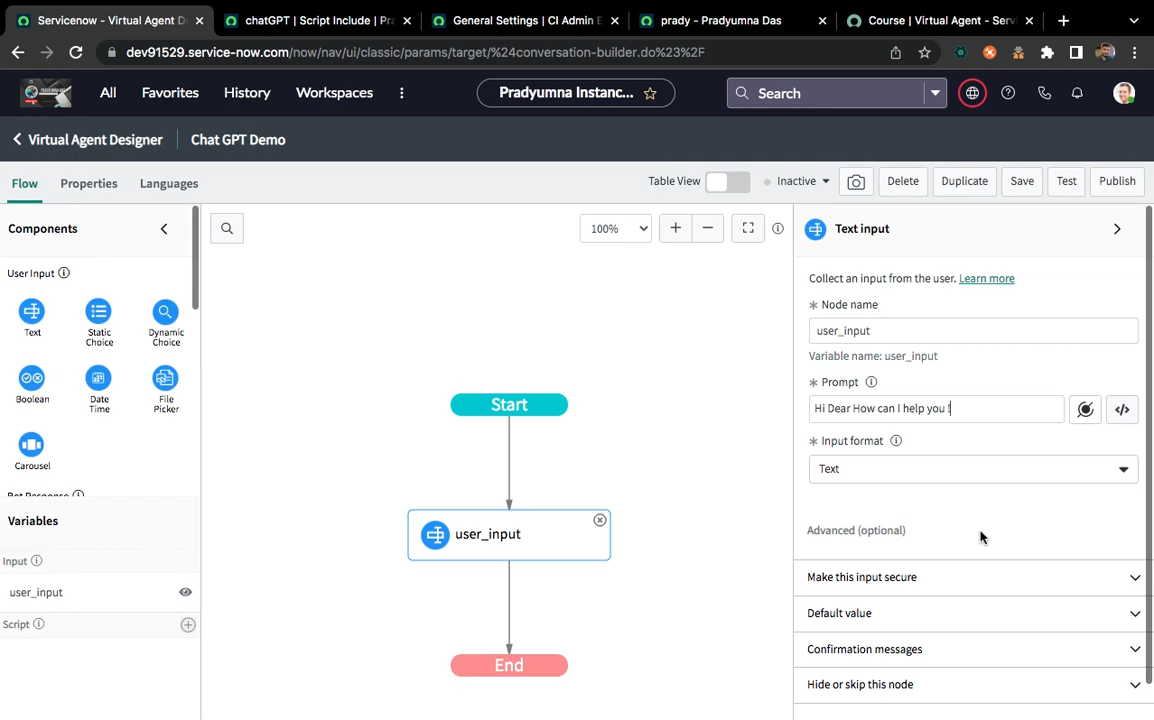 Servicenow - Virtual Agent D
chatGPT | Script Include | Pra
General Settings | CI Admin E
prady - Pradyumna Das
Course | Virtual Agent - Servi
dev91529.service-now.com/now/nav/ui/classic/params/target/%24conversation-builder.do%23%2F
All
Favorites
History
Workspaces
Pradyumna Instanc...
Search
Virtual Agent Designer
Chat GPT Demo
Flow
Properties
Languages
Table View
Inactive
Delete
Duplicate
Save
Test
Publish
Components
User Input
Text
Static Choice
Dynamic Choice
Boolean
Date Time
File Picker
Carousel
Bot Response
Variables
Input
user_input
Script
100%
Start
user_input
End
Text input
Collect an input from the user. Learn more
Node name
user_input
Variable name: user_input
Prompt
Hi Dear How can I help you !
Input format
Text
Advanced (optional)
Make this input secure
Default value
Confirmation messages
Hide or skip this node